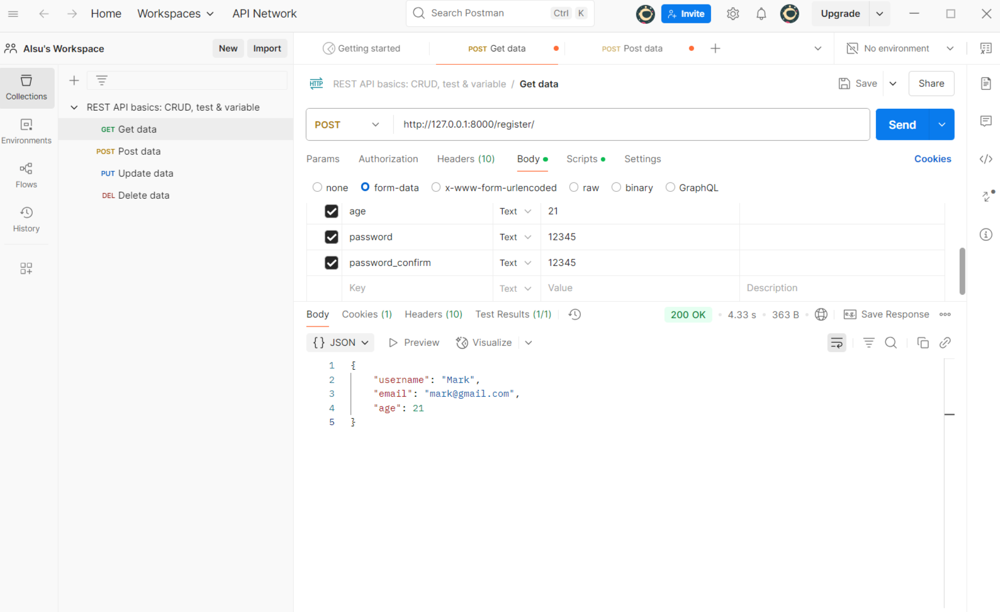 Home Workspaces API Network Search Postman Ctrl K Invite Upgrade
Alsu's Workspace New Import Getting started POST Get data POST Post data No environment
Collections
Environments
Flows
History
REST API basics: CRUD, test & variable
GET Get data
POST Post data
PUT Update data
DEL Delete data
HTTP REST API basics: CRUD, test & variable / Get data Save Share
POST http://127.0.0.1:8000/register/ Send
Params Authorization Headers (10) Body Scripts Settings Cookies
none form-data x-www-form-urlencoded raw binary GraphQL
age Text 21
password Text 12345
password_confirm Text 12345
Key Text Value Description
Body Cookies (1) Headers (10) Test Results (1/1) 200 OK 4.33 s 363 B e.g. Save Response
{} JSON Preview Visualize
1 {
2 "username": "Mark",
3 "email": "mark@gmail.com",
4 "age": 21
5 }